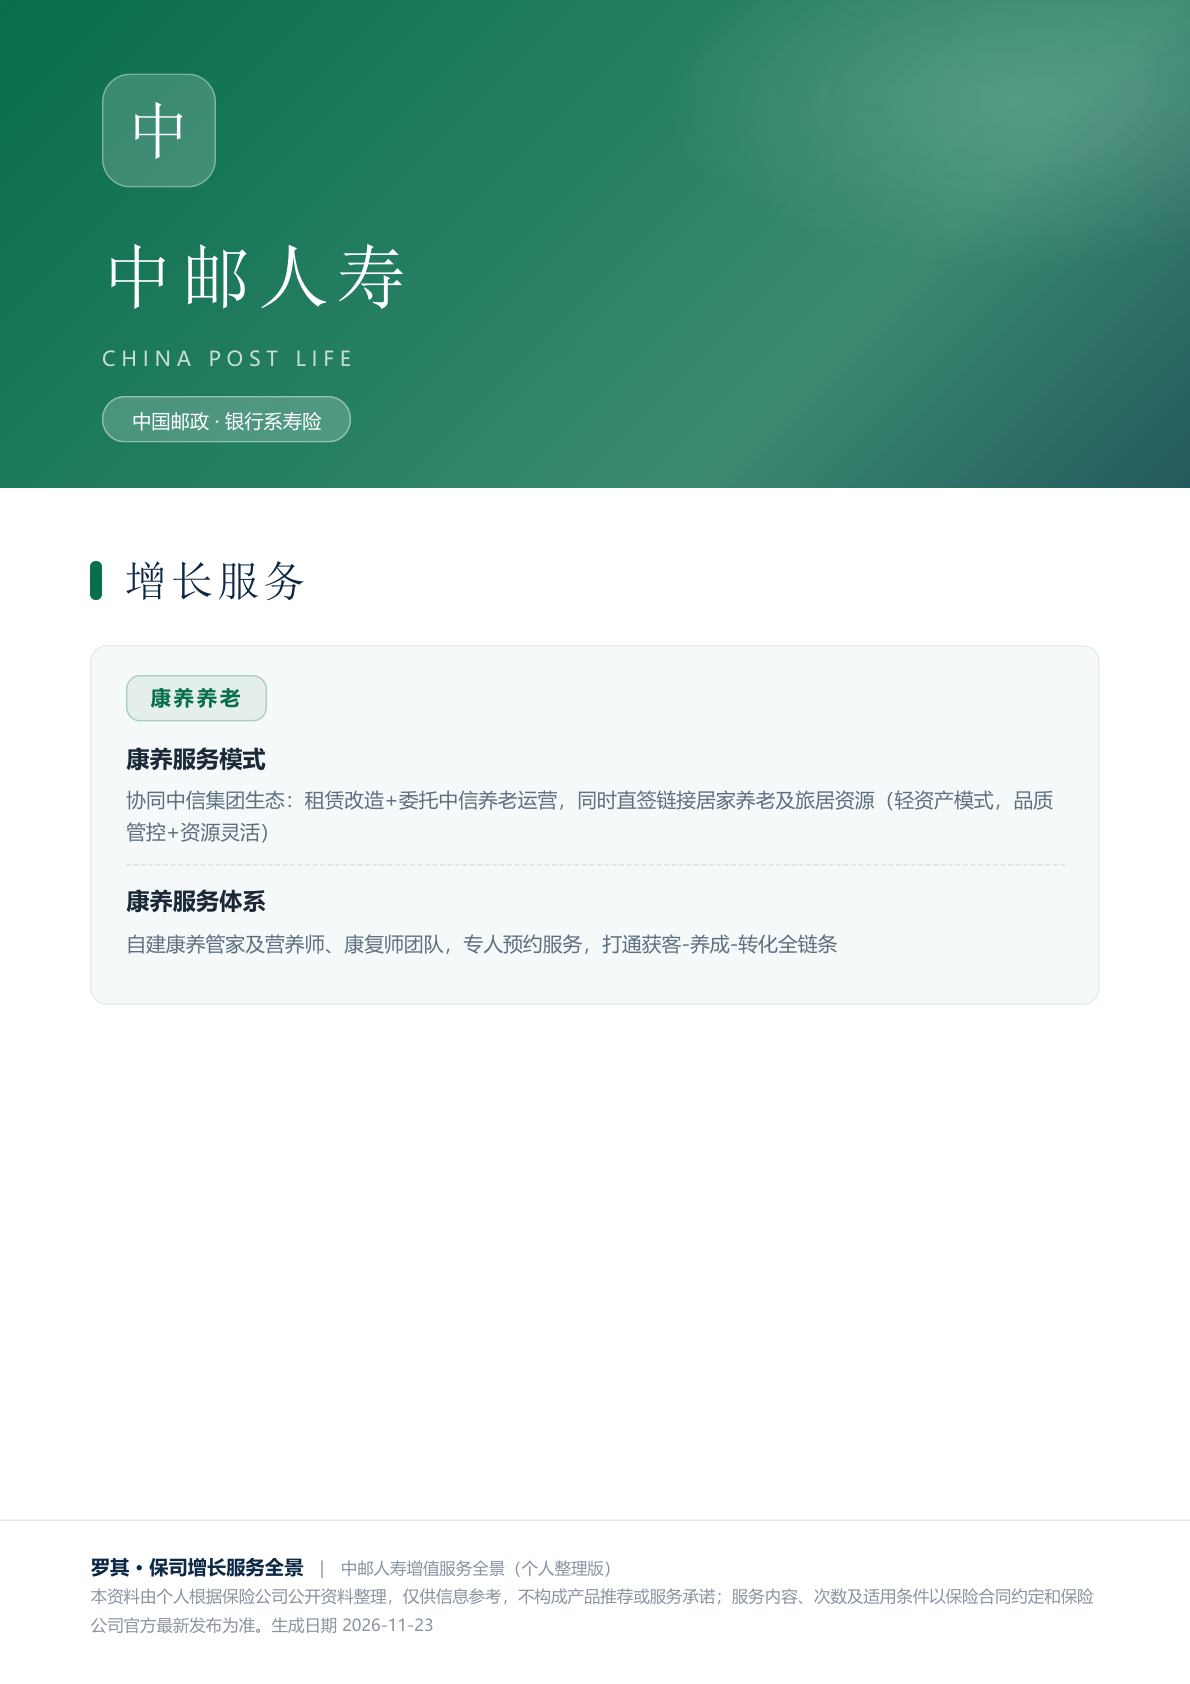 中
中邮人寿
CHINA POST LIFE
中国邮政 · 银行系寿险
增长服务
康养养老
康养服务模式
协同中信集团生态：租赁改造+委托中信养老运营，同时直签链接居家养老及旅居资源（轻资产模式，品质
管控+资源灵活）
康养服务体系
自建康养管家及营养师、康复师团队，专人预约服务，打通获客-养成-转化全链条
罗其 · 保司增长服务全景 | 中邮人寿增值服务全景（个人整理版）
本资料由个人根据保险公司公开资料整理，仅供信息参考，不构成产品推荐或服务承诺；服务内容、次数及适用条件以保险合同约定和保险
公司官方最新发布为准。生成日期 2026-11-23